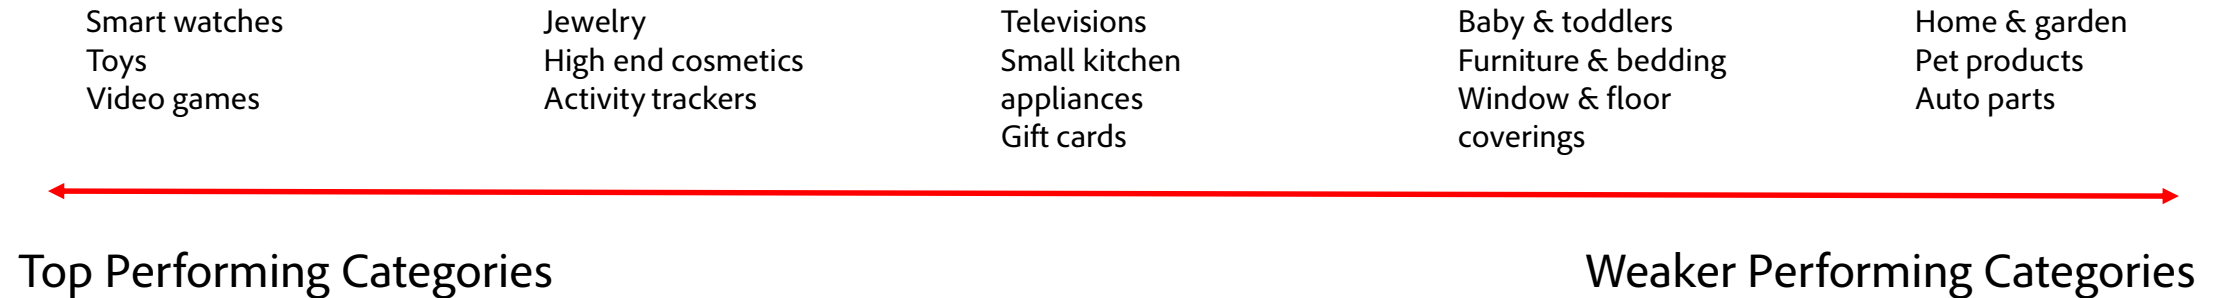 Smart watches
Toys
Video games
Jewelry
High end cosmetics
Activity trackers
Televisions
Small kitchen
appliances
Gift cards
Baby & toddlers
Furniture & bedding
Window & floor
coverings
Home & garden
Pet products
Auto parts
Top Performing Categories
Weaker Performing Categories